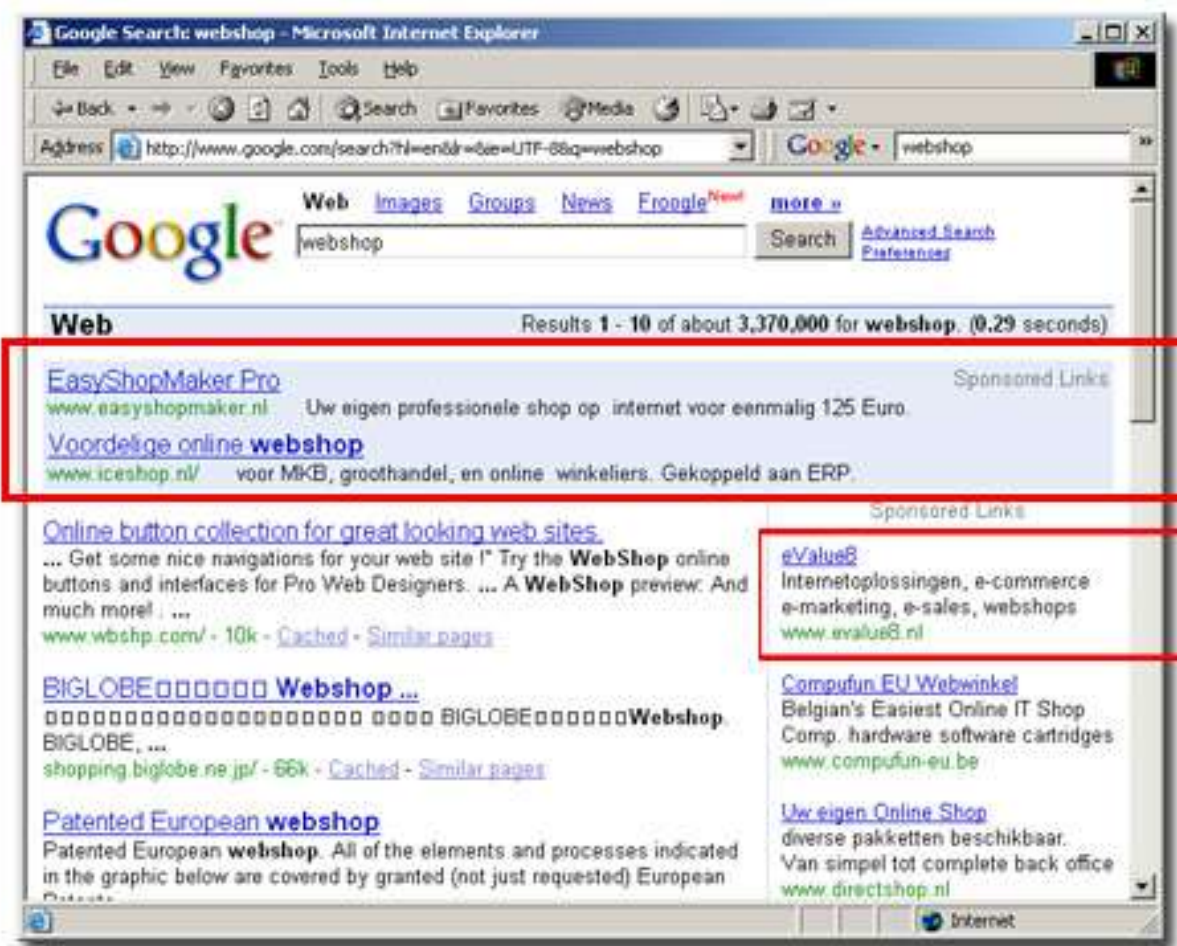 Google Search: webshop - Microsoft Internet Explorer
File Edit View Favorites Tools Help
Back Search Favorites Media
Address http://www.google.com/search?hl=en&lr=&ie=UTF-8&q=webshop Google webshop »
Web Images Groups News Froogle New! more »
Google webshop Search Advanced Search
Preferences
Web Results 1 - 10 of about 3,370,000 for webshop. (0.29 seconds)
EasyShopMaker Pro Sponsored Links
www.easyshopmaker.nl Uw eigen professionele shop op internet voor eenmalig 125 Euro.
Voordelige online webshop
www.iceshop.nl/ voor MKB, groothandel, en online winkeliers. Gekoppeld aan ERP.
Online button collection for great looking web sites.
... Get some nice navigations for your web site !" Try the WebShop online
buttons and interfaces for Pro Web Designers. ... A WebShop preview: And
much more! . ...
www.wbshp.com/ - 10k - Cached - Similar pages
BIGLOBE Webshop ...
BIGLOBE Webshop.
BIGLOBE, ...
shopping.biglobe.ne.jp/ - 66k - Cached - Similar pages
Patented European webshop
Patented European webshop. All of the elements and processes indicated
in the graphic below are covered by granted (not just requested) European
Sponsored Links
eValue8
Internetoplossingen, e-commerce
e-marketing, e-sales, webshops
www.evalue8.nl
Compufun EU Webwinkel
Belgian's Easiest Online IT Shop
Comp. hardware software cartridges
www.compufun-eu.be
Uw eigen Online Shop
diverse pakketten beschikbaar.
Van simpel tot complete back office
www.directshop.nl
Internet